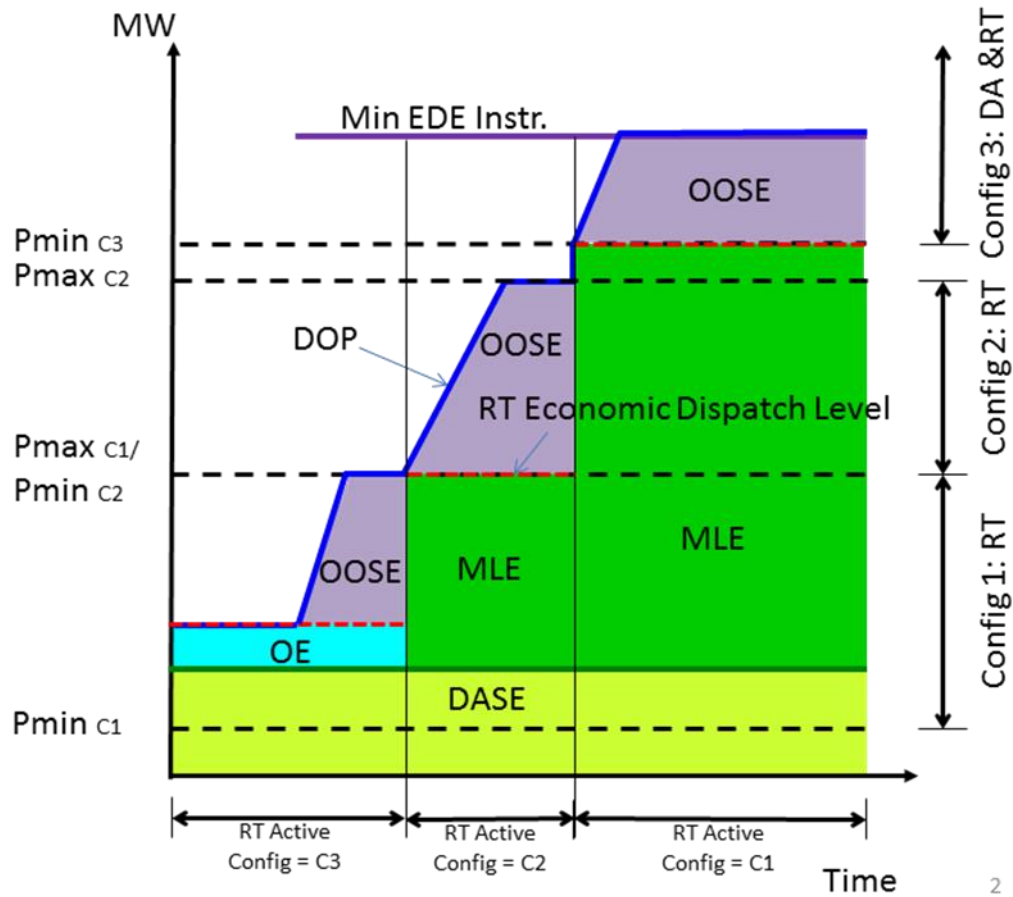 MW
Min EDE Instr.
OOSE
Pmin C3
Pmax C2
DOP
OOSE
RT Economic Dispatch Level
Pmax C1/
Pmin C2
OOSE
MLE
MLE
OE
DASE
Pmin C1
RT Active
Config = C3
RT Active
Config = C2
RT Active
Config = C1
Time
2
Config 3: DA &RT
Config 2: RT
Config 1: RT